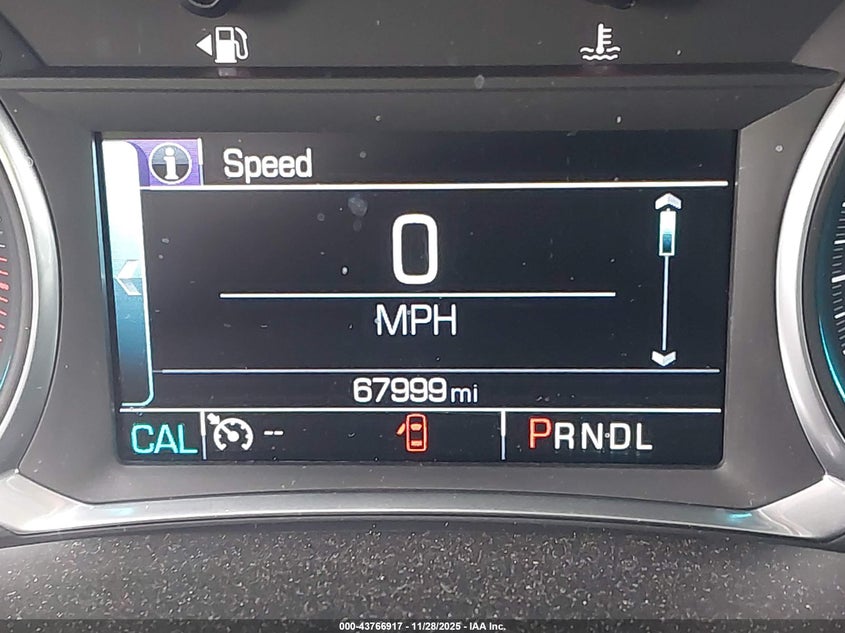 Speed
0
MPH
67999 mi
CAL -- PRNDL
000-43766917 - 11/28/2025 - IAA Inc.